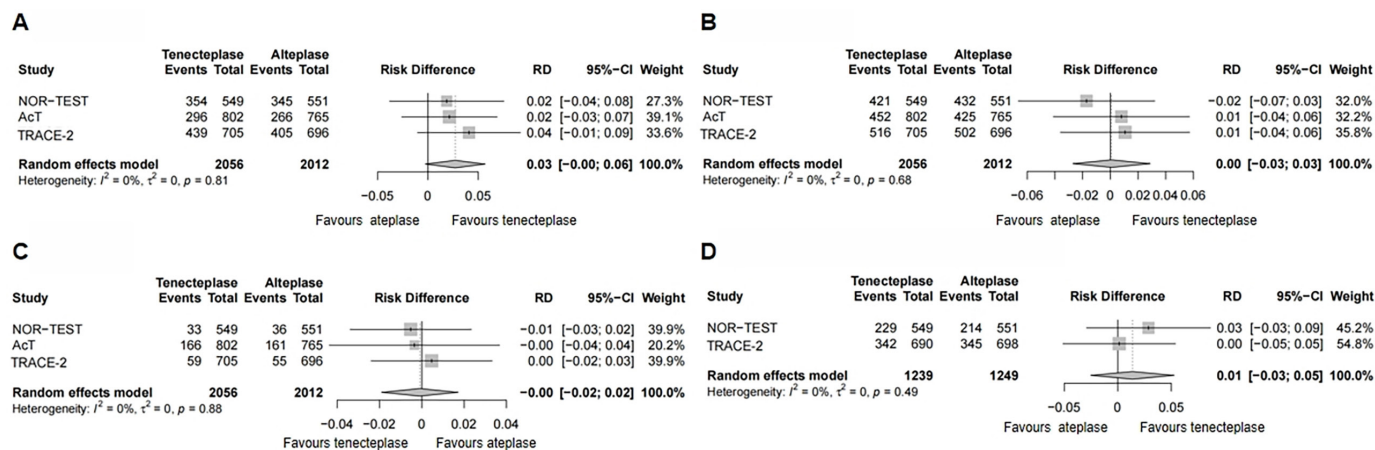 A
Tenecteplase Alteplase
Study Events Total Events Total Risk Difference RD 95%−CI Weight
NOR−TEST 354 549 345 551 0.02 [−0.04; 0.08] 27.3%
AcT 296 802 266 765 0.02 [−0.03; 0.07] 39.1%
TRACE−2 439 705 405 696 0.04 [−0.01; 0.09] 33.6%
Random effects model 2056 2012 0.03 [−0.00; 0.06] 100.0%
Heterogeneity: I² = 0%, τ² = 0, p = 0.81
−0.05 0 0.05
Favours ateplase Favours tenecteplase
B
Tenecteplase Alteplase
Study Events Total Events Total Risk Difference RD 95%−CI Weight
NOR−TEST 421 549 432 551 −0.02 [−0.07; 0.03] 32.0%
AcT 452 802 425 765 0.01 [−0.04; 0.06] 32.2%
TRACE−2 516 705 502 696 0.01 [−0.04; 0.06] 35.8%
Random effects model 2056 2012 0.00 [−0.03; 0.03] 100.0%
Heterogeneity: I² = 0%, τ² = 0, p = 0.68
−0.06 −0.02 0 0.02 0.04 0.06
Favours ateplase Favours tenecteplase
C
Tenecteplase Alteplase
Study Events Total Events Total Risk Difference RD 95%−CI Weight
NOR−TEST 33 549 36 551 −0.01 [−0.03; 0.02] 39.9%
AcT 166 802 161 765 −0.00 [−0.04; 0.04] 20.2%
TRACE−2 59 705 55 696 0.00 [−0.02; 0.03] 39.9%
Random effects model 2056 2012 −0.00 [−0.02; 0.02] 100.0%
Heterogeneity: I² = 0%, τ² = 0, p = 0.88
−0.04 −0.02 0 0.02 0.04
Favours tenecteplase Favours ateplase
D
Tenecteplase Alteplase
Study Events Total Events Total Risk Difference RD 95%−CI Weight
NOR−TEST 229 549 214 551 0.03 [−0.03; 0.09] 45.2%
TRACE−2 342 690 345 698 0.00 [−0.05; 0.05] 54.8%
Random effects model 1239 1249 0.01 [−0.03; 0.05] 100.0%
Heterogeneity: I² = 0%, τ² = 0, p = 0.49
−0.05 0 0.05
Favours ateplase Favours tenecteplase